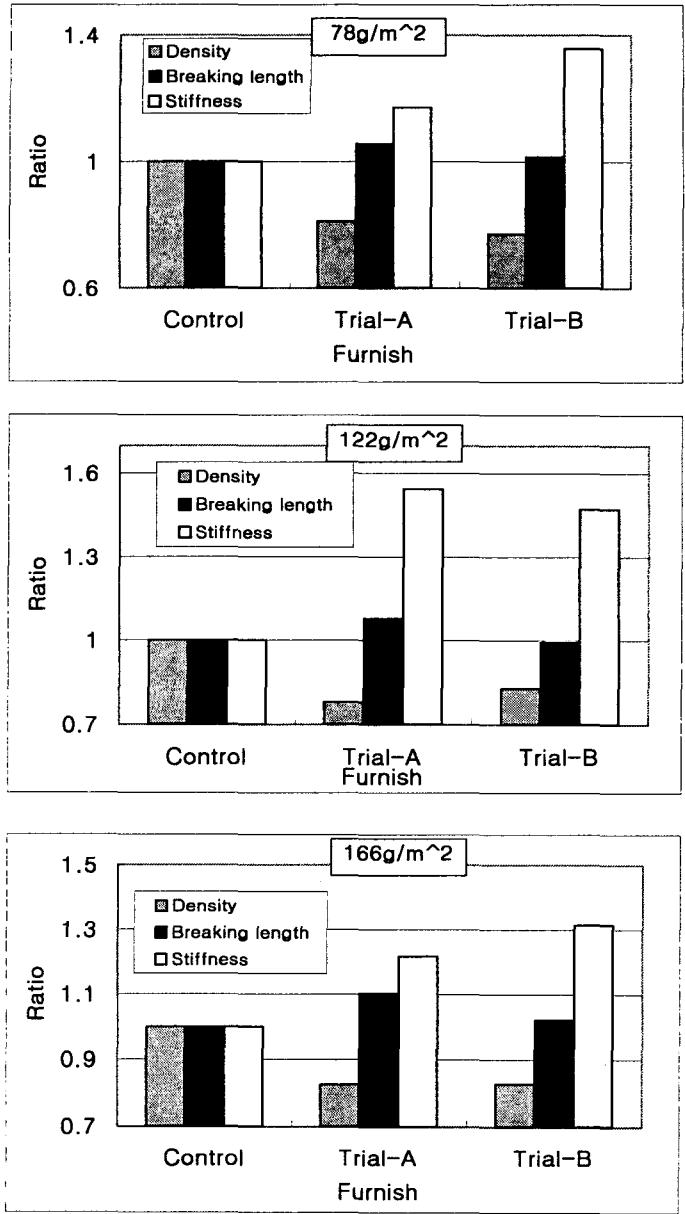 78g/m^2
Density
Breaking length
Stiffness
1.4
1
0.6
Ratio
Control Trial-A Trial-B
Furnish
122g/m^2
Density
Breaking length
Stiffness
1.6
1.3
1
0.7
Ratio
Control Trial-A Trial-B
Furnish
166g/m^2
Density
Breaking length
Stiffness
1.5
1.3
1.1
0.9
0.7
Ratio
Control Trial-A Trial-B
Furnish